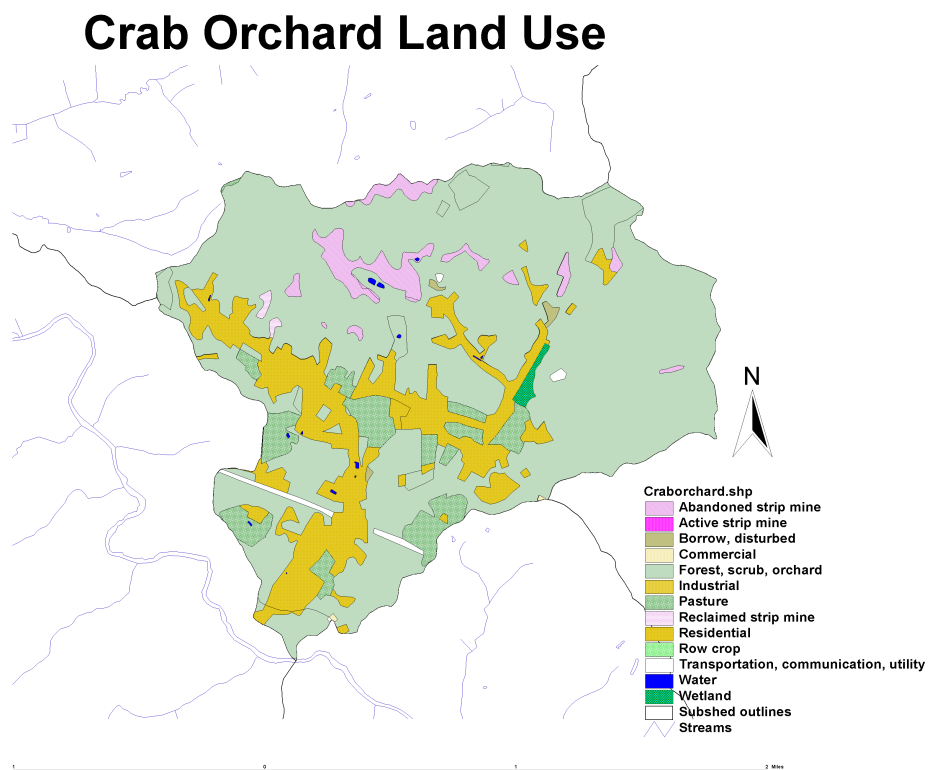 Crab Orchard Land Use
N
Craborchard.shp
Abandoned strip mine
Active strip mine
Borrow, disturbed
Commercial
Forest, scrub, orchard
Industrial
Pasture
Reclaimed strip mine
Residential
Row crop
Transportation, communication, utility
Water
Wetland
Subshed outlines
Streams
1 0 1 2 Miles